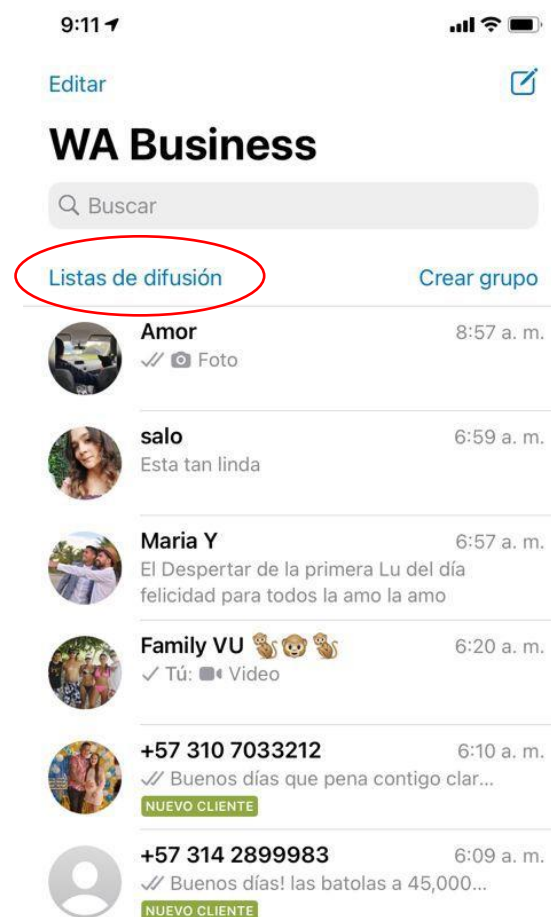 9:11
Editar
WA Business
Buscar
Listas de difusión
Crear grupo
Amor
8:57 a. m.
Foto
salo
6:59 a. m.
Esta tan linda
Maria Y
6:57 a. m.
El Despertar de la primera Lu del día
felicidad para todos la amo la amo
Family VU 🐒🐵🐒
6:20 a. m.
Tú: Video
+57 310 7033212
6:10 a. m.
Buenos días que pena contigo clar...
NUEVO CLIENTE
+57 314 2899983
6:09 a. m.
Buenos días! las batolas a 45,000...
NUEVO CLIENTE